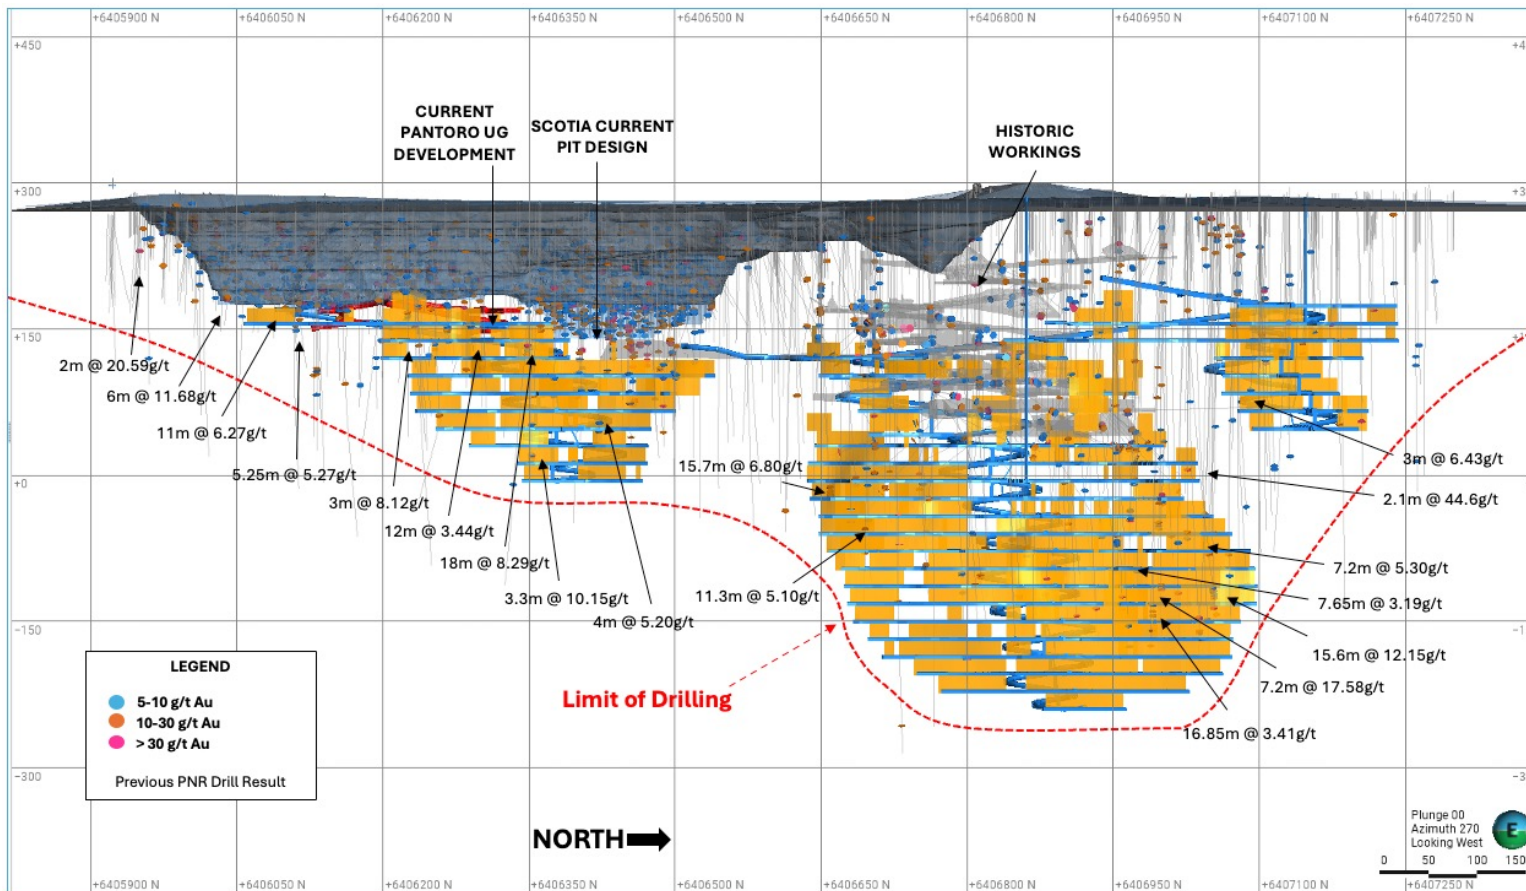 +6405900 N
+6406050 N
+6406200 N
+6406350 N
+6406500 N
+6406650 N
+6406800 N
+6406950 N
+6407100 N
+6407250 N
+450
+4
CURRENT
PANTORO UG
DEVELOPMENT
SCOTIA CURRENT
PIT DESIGN
HISTORIC
WORKINGS
+300
+3
+150
2m @ 20.59g/t
6m @ 11.68g/t
11m @ 6.27g/t
5.25m @ 5.27g/t
3m @ 8.12g/t
12m @ 3.44g/t
18m @ 8.29g/t
3.3m @ 10.15g/t
4m @ 5.20g/t
15.7m @ 6.80g/t
11.3m @ 5.10g/t
3m @ 6.43g/t
2.1m @ 44.6g/t
7.2m @ 5.30g/t
7.65m @ 3.19g/t
15.6m @ 12.15g/t
7.2m @ 17.58g/t
16.85m @ 3.41g/t
+0
-150
-1
Limit of Drilling
LEGEND
5-10 g/t Au
10-30 g/t Au
> 30 g/t Au
Previous PNR Drill Result
-300
-3
NORTH
Plunge 00
Azimuth 270
Looking West
E
0 50 100 150
+6405900 N
+6406050 N
+6406200 N
+6406350 N
+6406500 N
+6406650 N
+6406800 N
+6406950 N
+6407100 N
+6407250 N